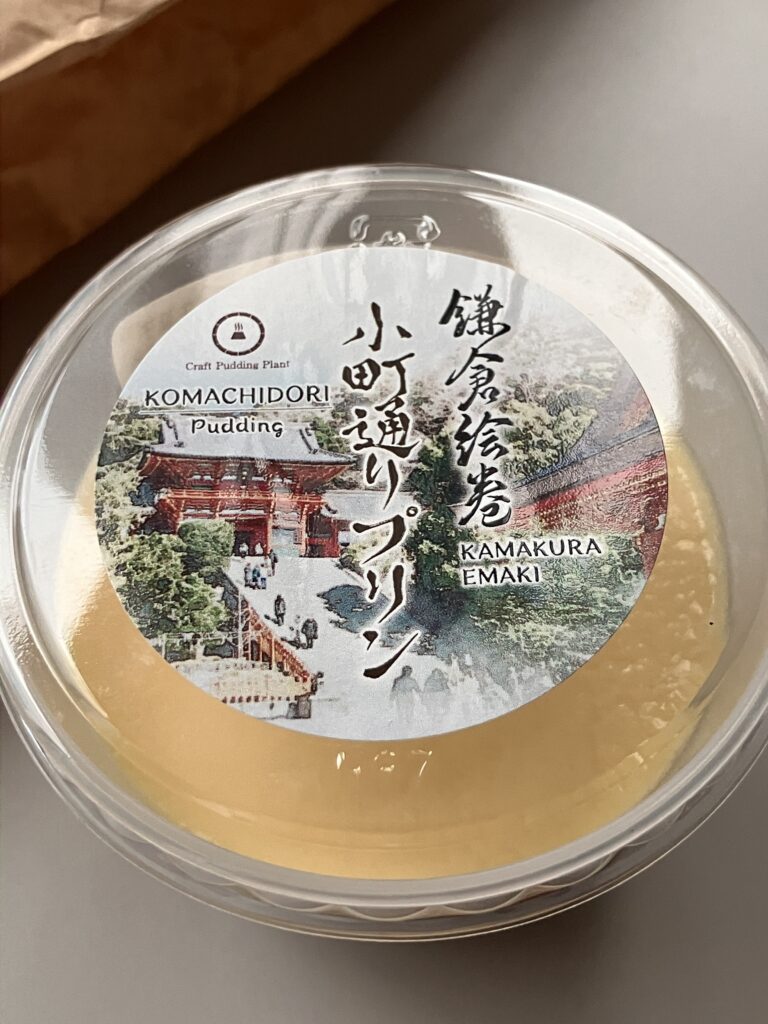 鎌倉絵巻
KAMAKURA
EMAKI
小町通りプリン
Craft Pudding Plant
KOMACHIDORI
Pudding